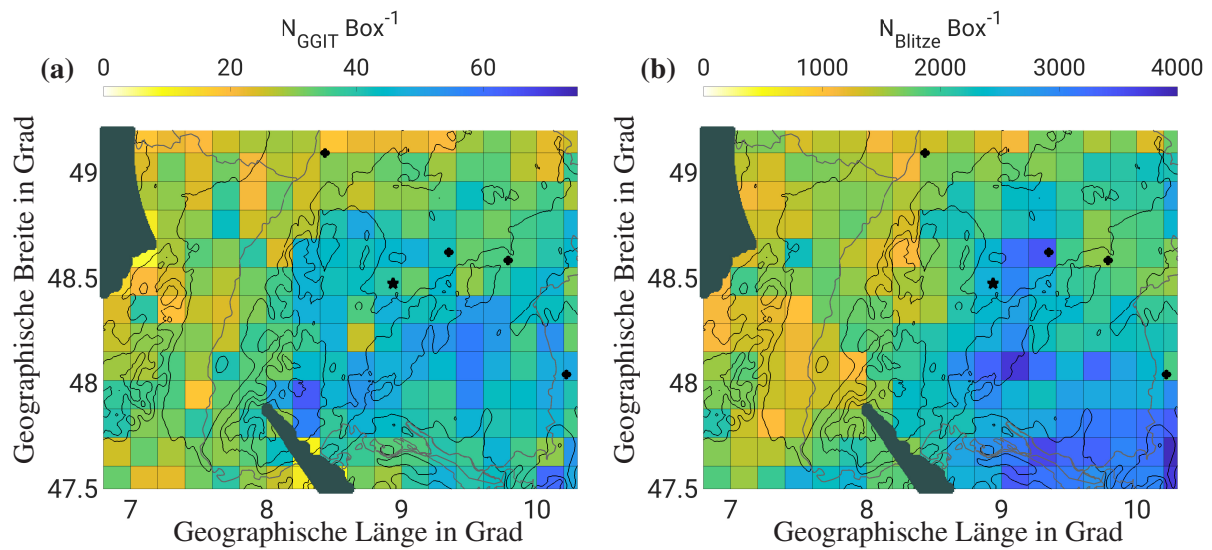 N_GGIT Box^-1
(a) 0 20 40 60
Geographische Breite in Grad
49
48.5
48
47.5
7 8 9 10
Geographische Länge in Grad
N_Blitze Box^-1
(b) 0 1000 2000 3000 4000
Geographische Breite in Grad
49
48.5
48
47.5
7 8 9 10
Geographische Länge in Grad